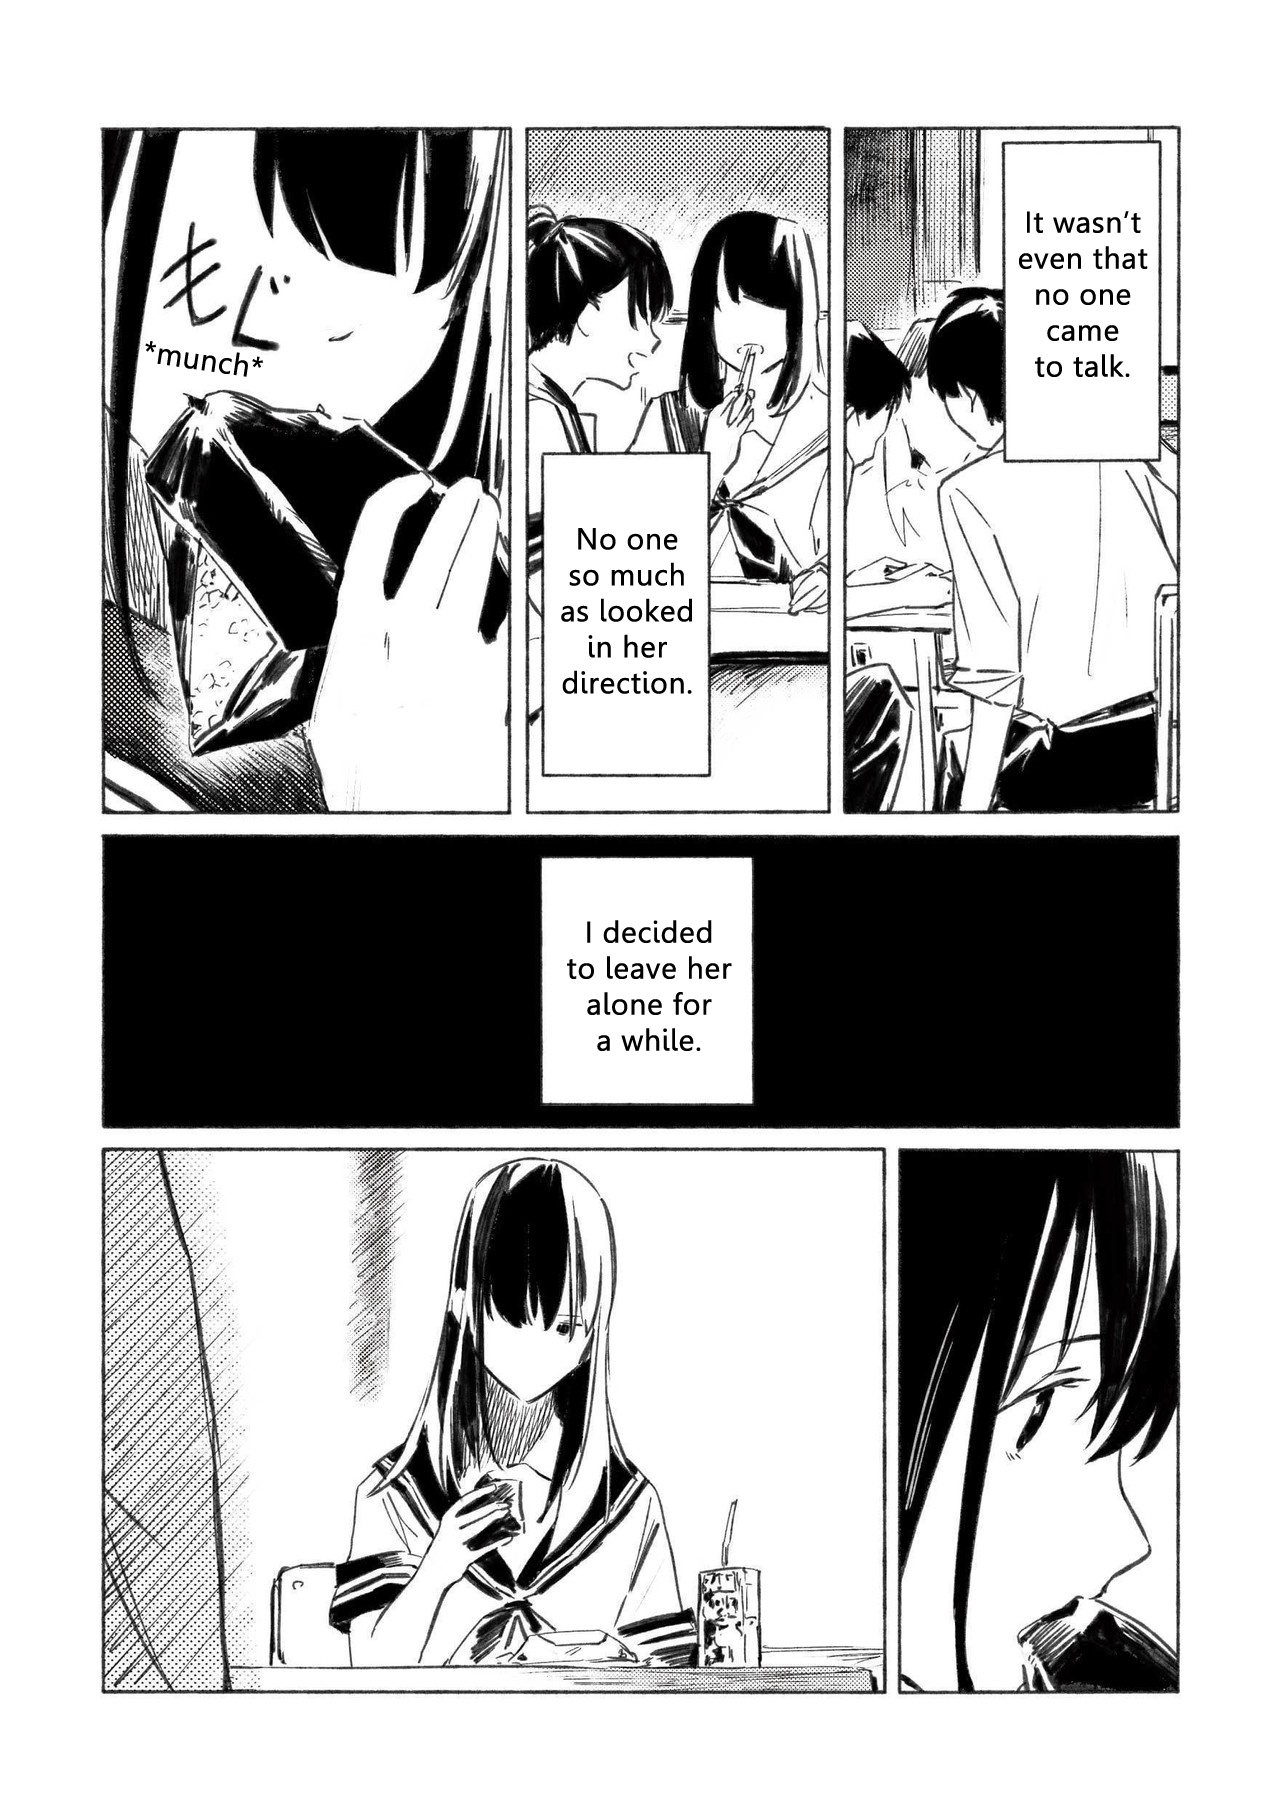 It wasn’t
even that
no one
came
to talk.
No one
so much
as looked
in her
direction.
もぐ
*munch*
I decided
to leave her
alone for
a while.